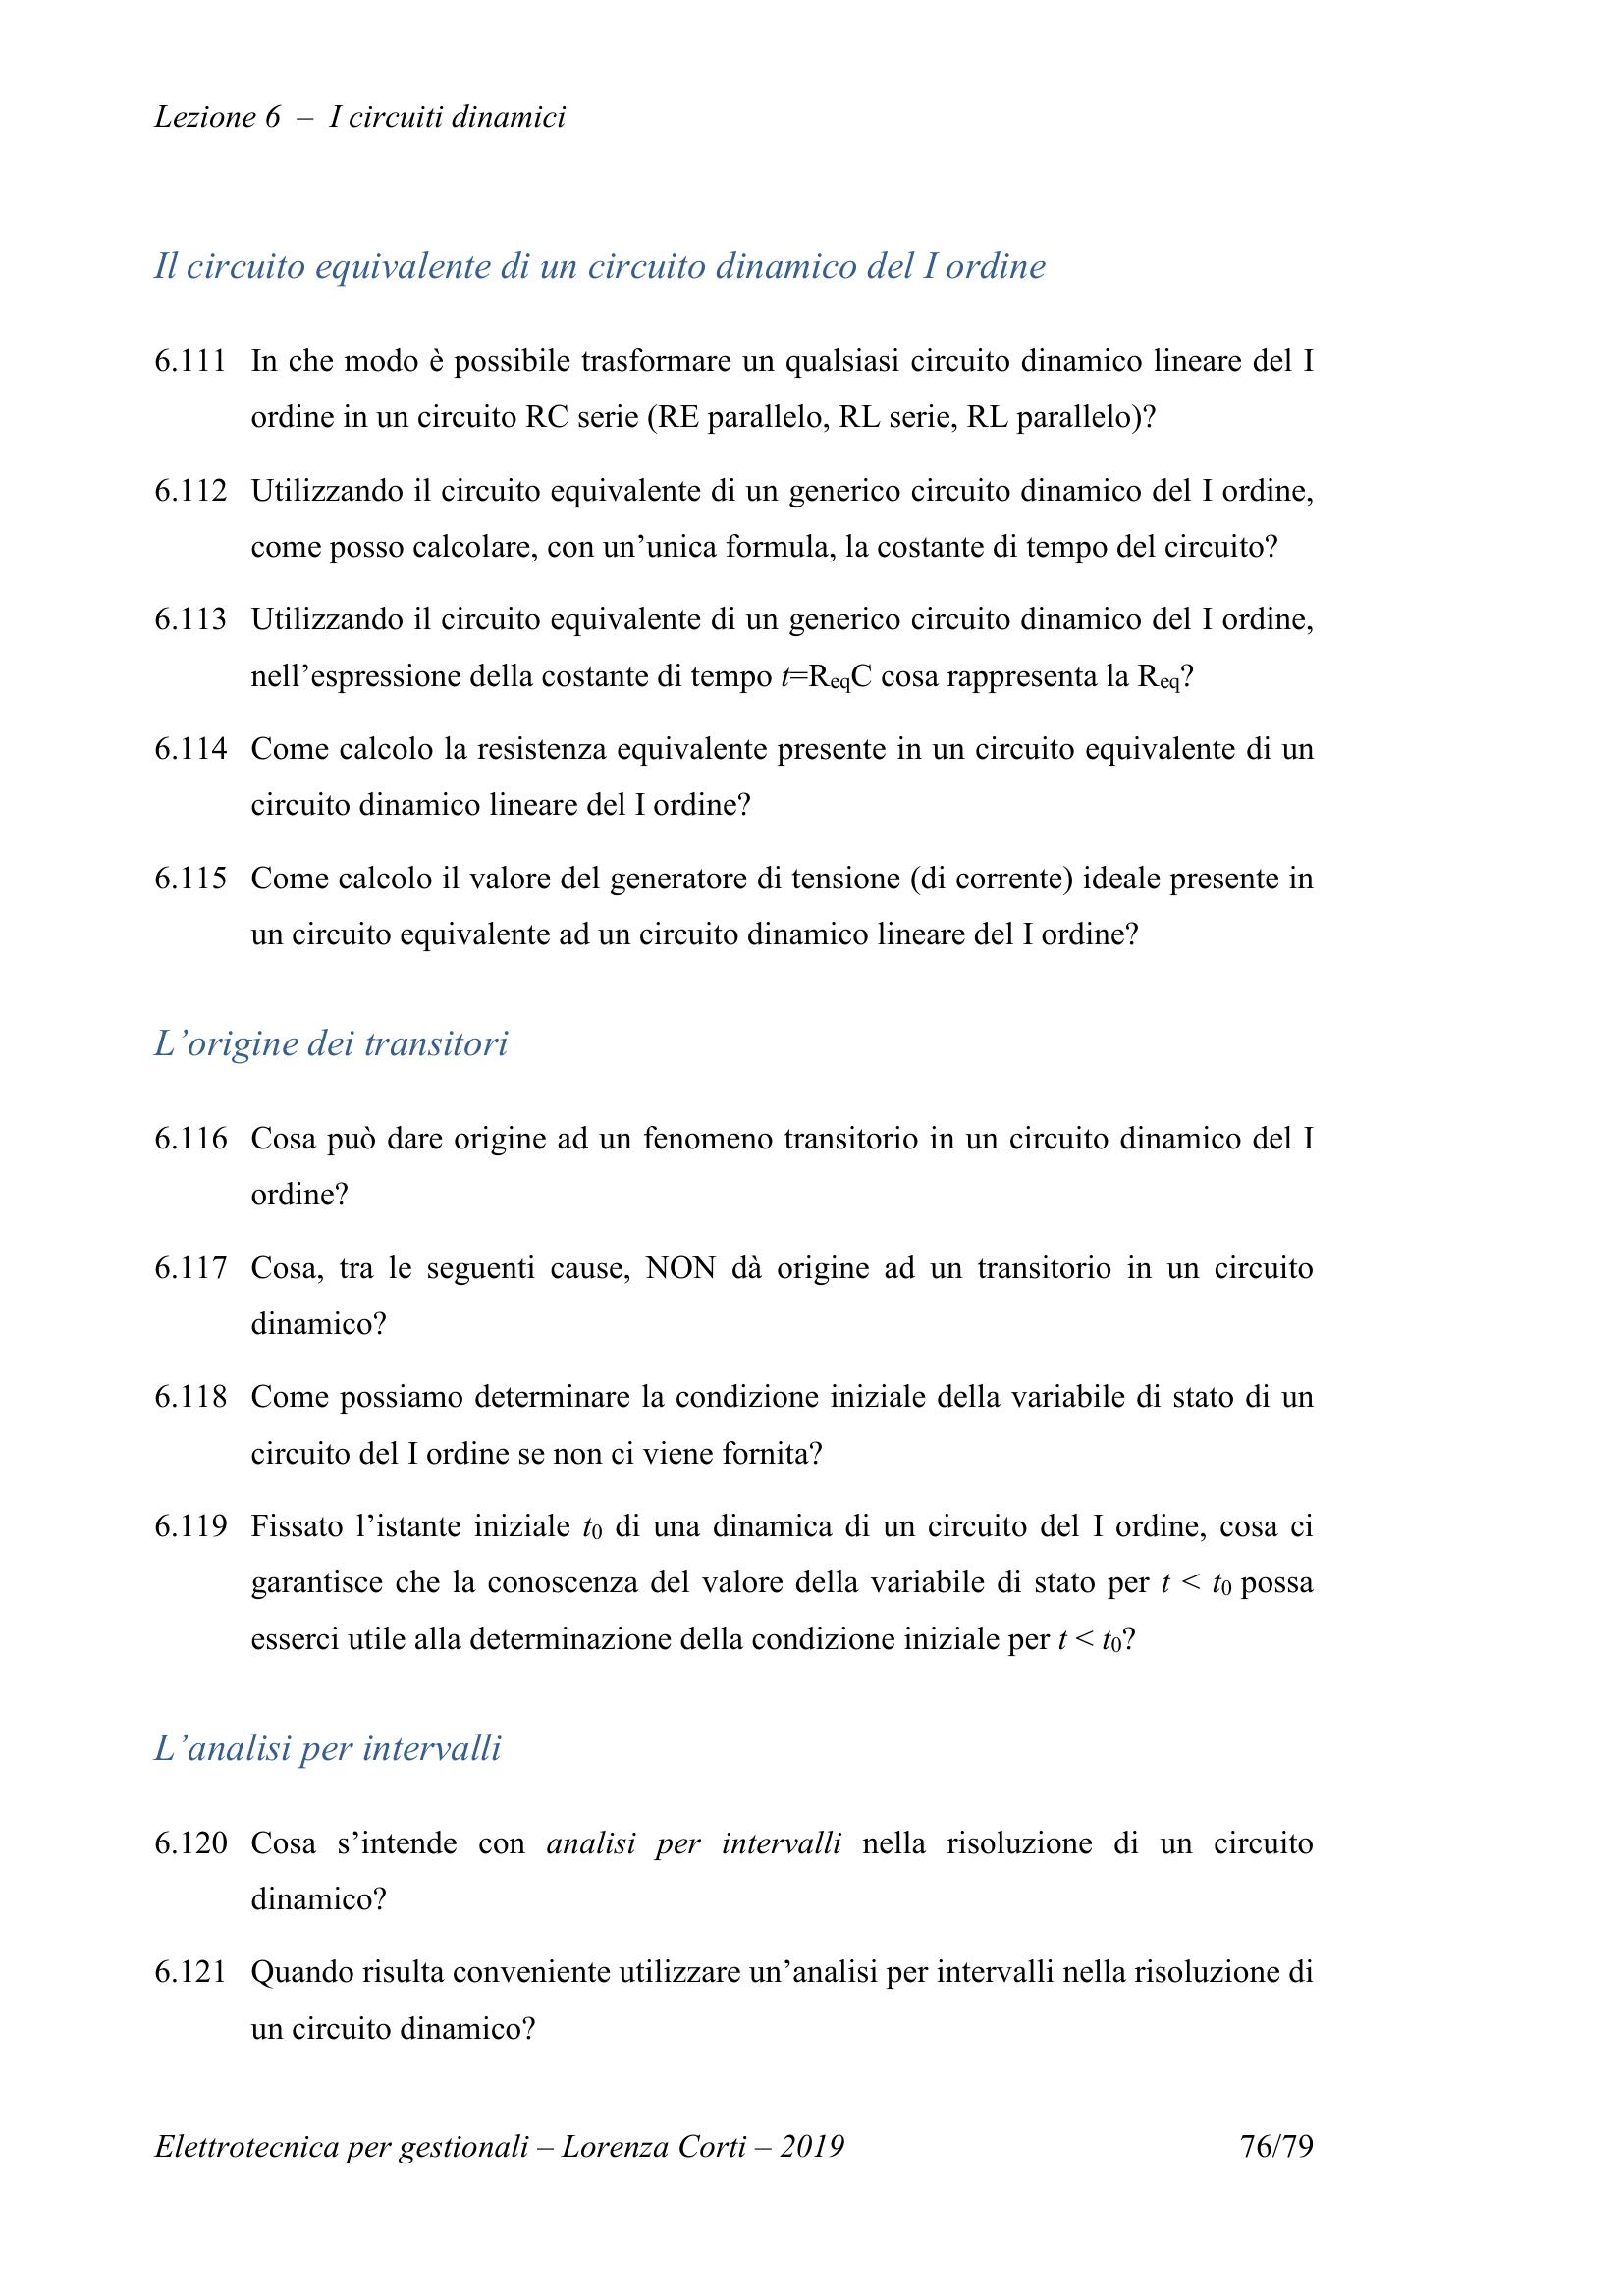 Lezione 6 – I circuiti dinamici
Il circuito equivalente di un circuito dinamico del I ordine
6.111 In che modo è possibile trasformare un qualsiasi circuito dinamico lineare del I
ordine in un circuito RC serie (RE parallelo, RL serie, RL parallelo)?
6.112 Utilizzando il circuito equivalente di un generico circuito dinamico del I ordine,
come posso calcolare, con un’unica formula, la costante di tempo del circuito?
6.113 Utilizzando il circuito equivalente di un generico circuito dinamico del I ordine,
nell’espressione della costante di tempo t=ReqC cosa rappresenta la Req?
6.114 Come calcolo la resistenza equivalente presente in un circuito equivalente di un
circuito dinamico lineare del I ordine?
6.115 Come calcolo il valore del generatore di tensione (di corrente) ideale presente in
un circuito equivalente ad un circuito dinamico lineare del I ordine?
L’origine dei transitori
6.116 Cosa può dare origine ad un fenomeno transitorio in un circuito dinamico del I
ordine?
6.117 Cosa, tra le seguenti cause, NON dà origine ad un transitorio in un circuito
dinamico?
6.118 Come possiamo determinare la condizione iniziale della variabile di stato di un
circuito del I ordine se non ci viene fornita?
6.119 Fissato l’istante iniziale t0 di una dinamica di un circuito del I ordine, cosa ci
garantisce che la conoscenza del valore della variabile di stato per t < t0 possa
esserci utile alla determinazione della condizione iniziale per t < t0?
L’analisi per intervalli
6.120 Cosa s’intende con analisi per intervalli nella risoluzione di un circuito
dinamico?
6.121 Quando risulta conveniente utilizzare un’analisi per intervalli nella risoluzione di
un circuito dinamico?
Elettrotecnica per gestionali – Lorenza Corti – 2019 76/79